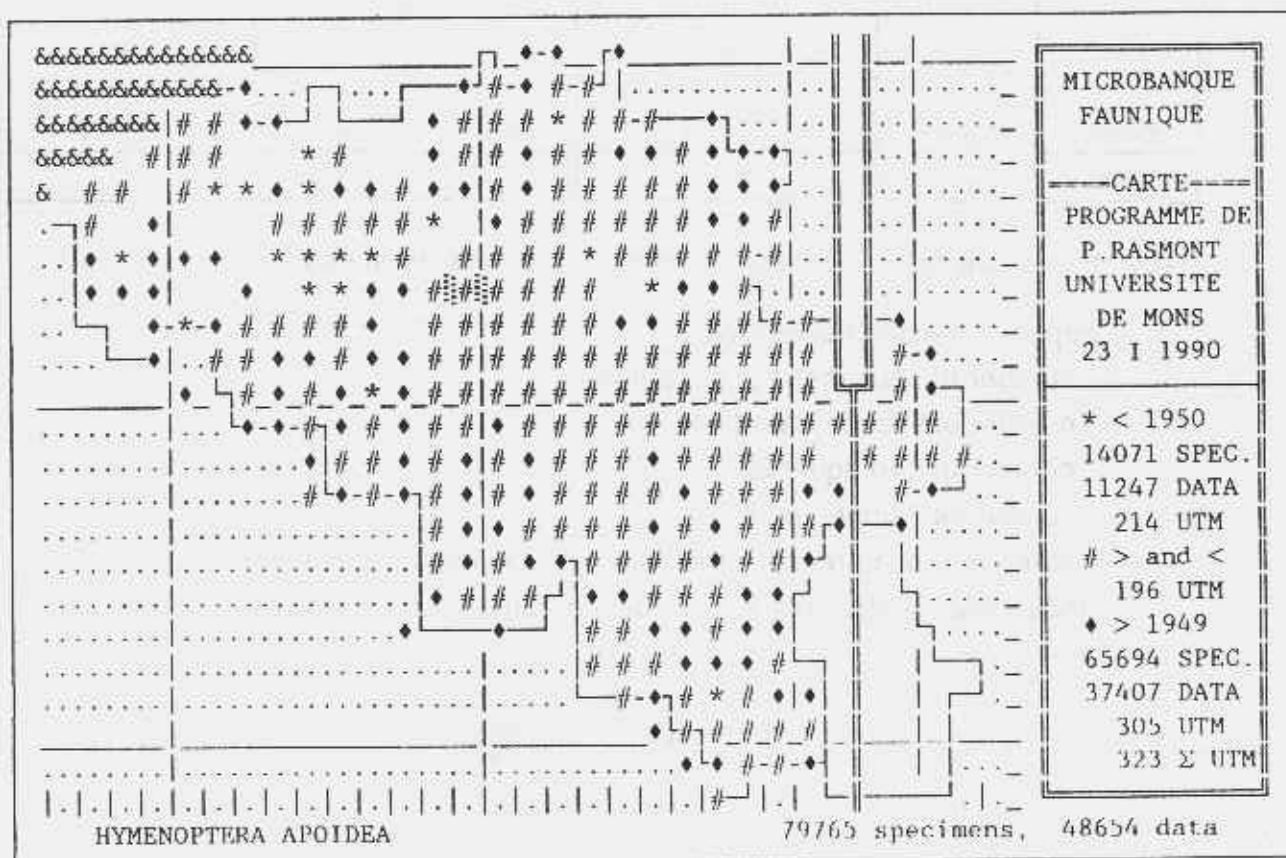 MICROBANQUE
FAUNIQUE
====CARTE====
PROGRAMME DE
P.RASMONT
UNIVERSITE
DE MONS
23 I 1990
* < 1950
14071 SPEC.
11247 DATA
214 UTM
# > and <
196 UTM
♦ > 1949
65694 SPEC.
37407 DATA
305 UTM
323 Σ UTM
HYMENOPTERA APOIDEA 79765 specimens, 48654 data